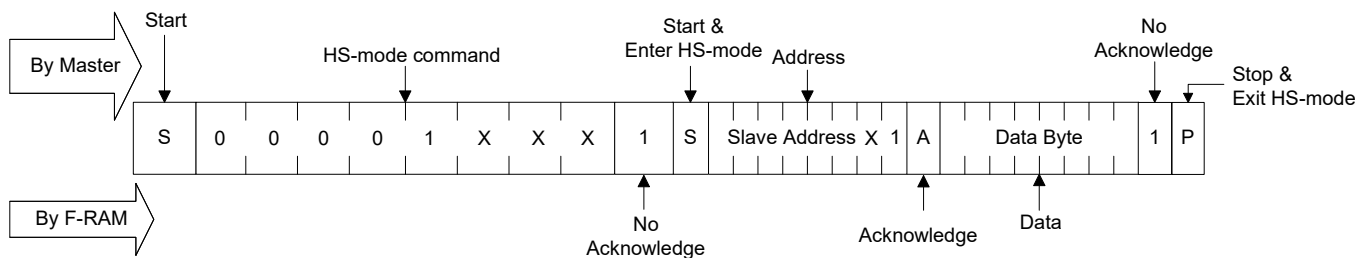 Start
Start &
Enter HS-mode
No
Acknowledge
By Master
HS-mode command
Address
Stop &
Exit HS-mode
S 0 0 0 0 1 X X X 1 S Slave Address X 1 A Data Byte 1 P
By F-RAM
No
Acknowledge
Acknowledge
Data